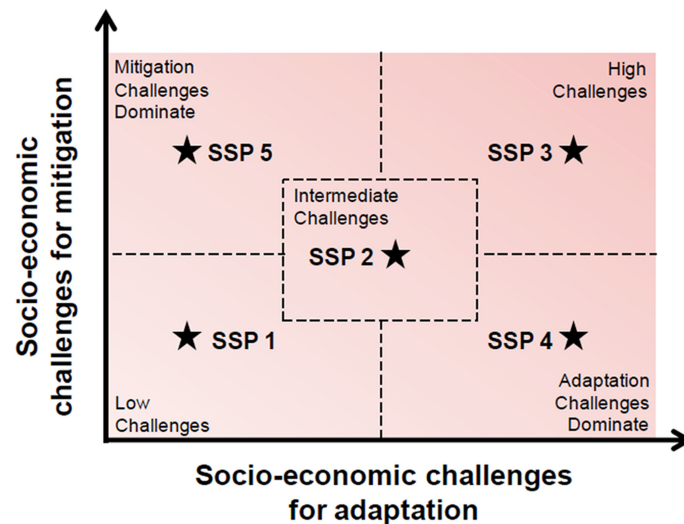 Mitigation
Challenges
Dominate
High
Challenges
SSP 5
SSP 3
Intermediate
Challenges
SSP 2
SSP 1
SSP 4
Low
Challenges
Adaptation
Challenges
Dominate
Socio-economic
challenges for mitigation
Socio-economic challenges
for adaptation